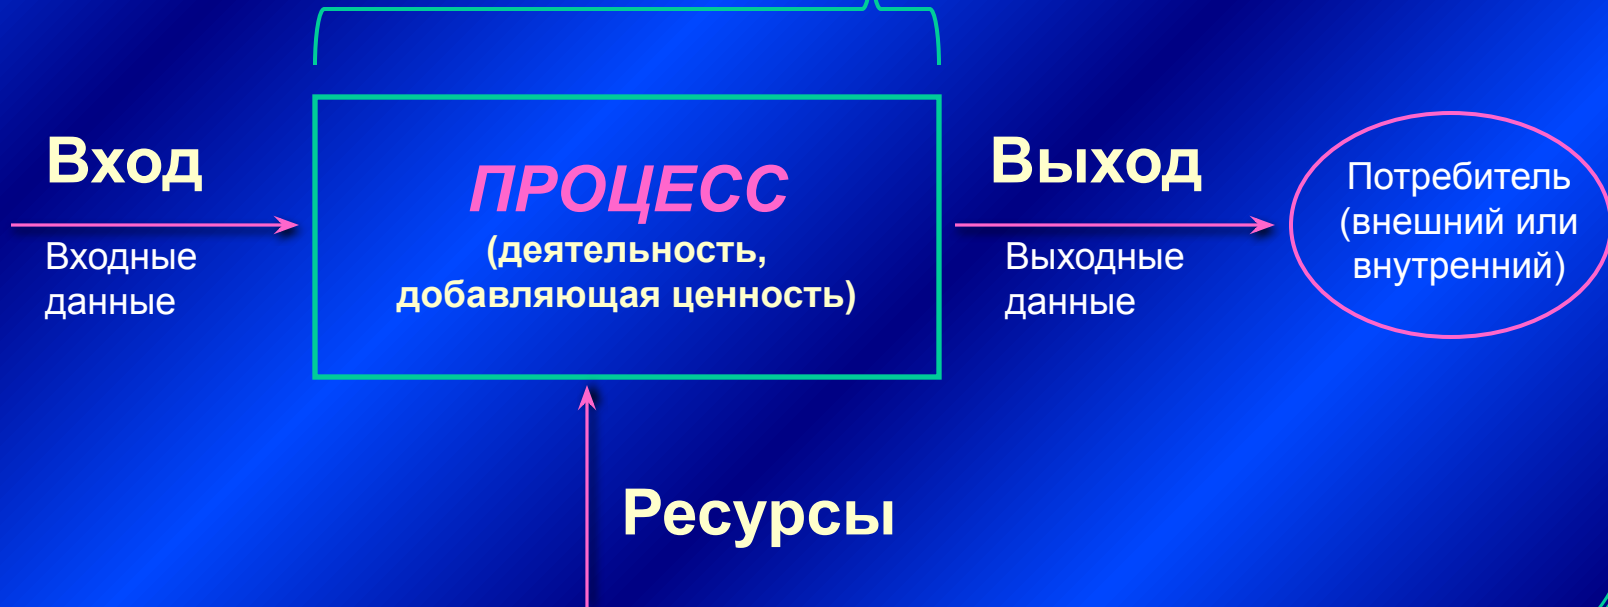 Вход
Входные
данные
ПРОЦЕСС
(деятельность,
добавляющая ценность)
Выход
Выходные
данные
Потребитель
(внешний или
внутренний)
Ресурсы